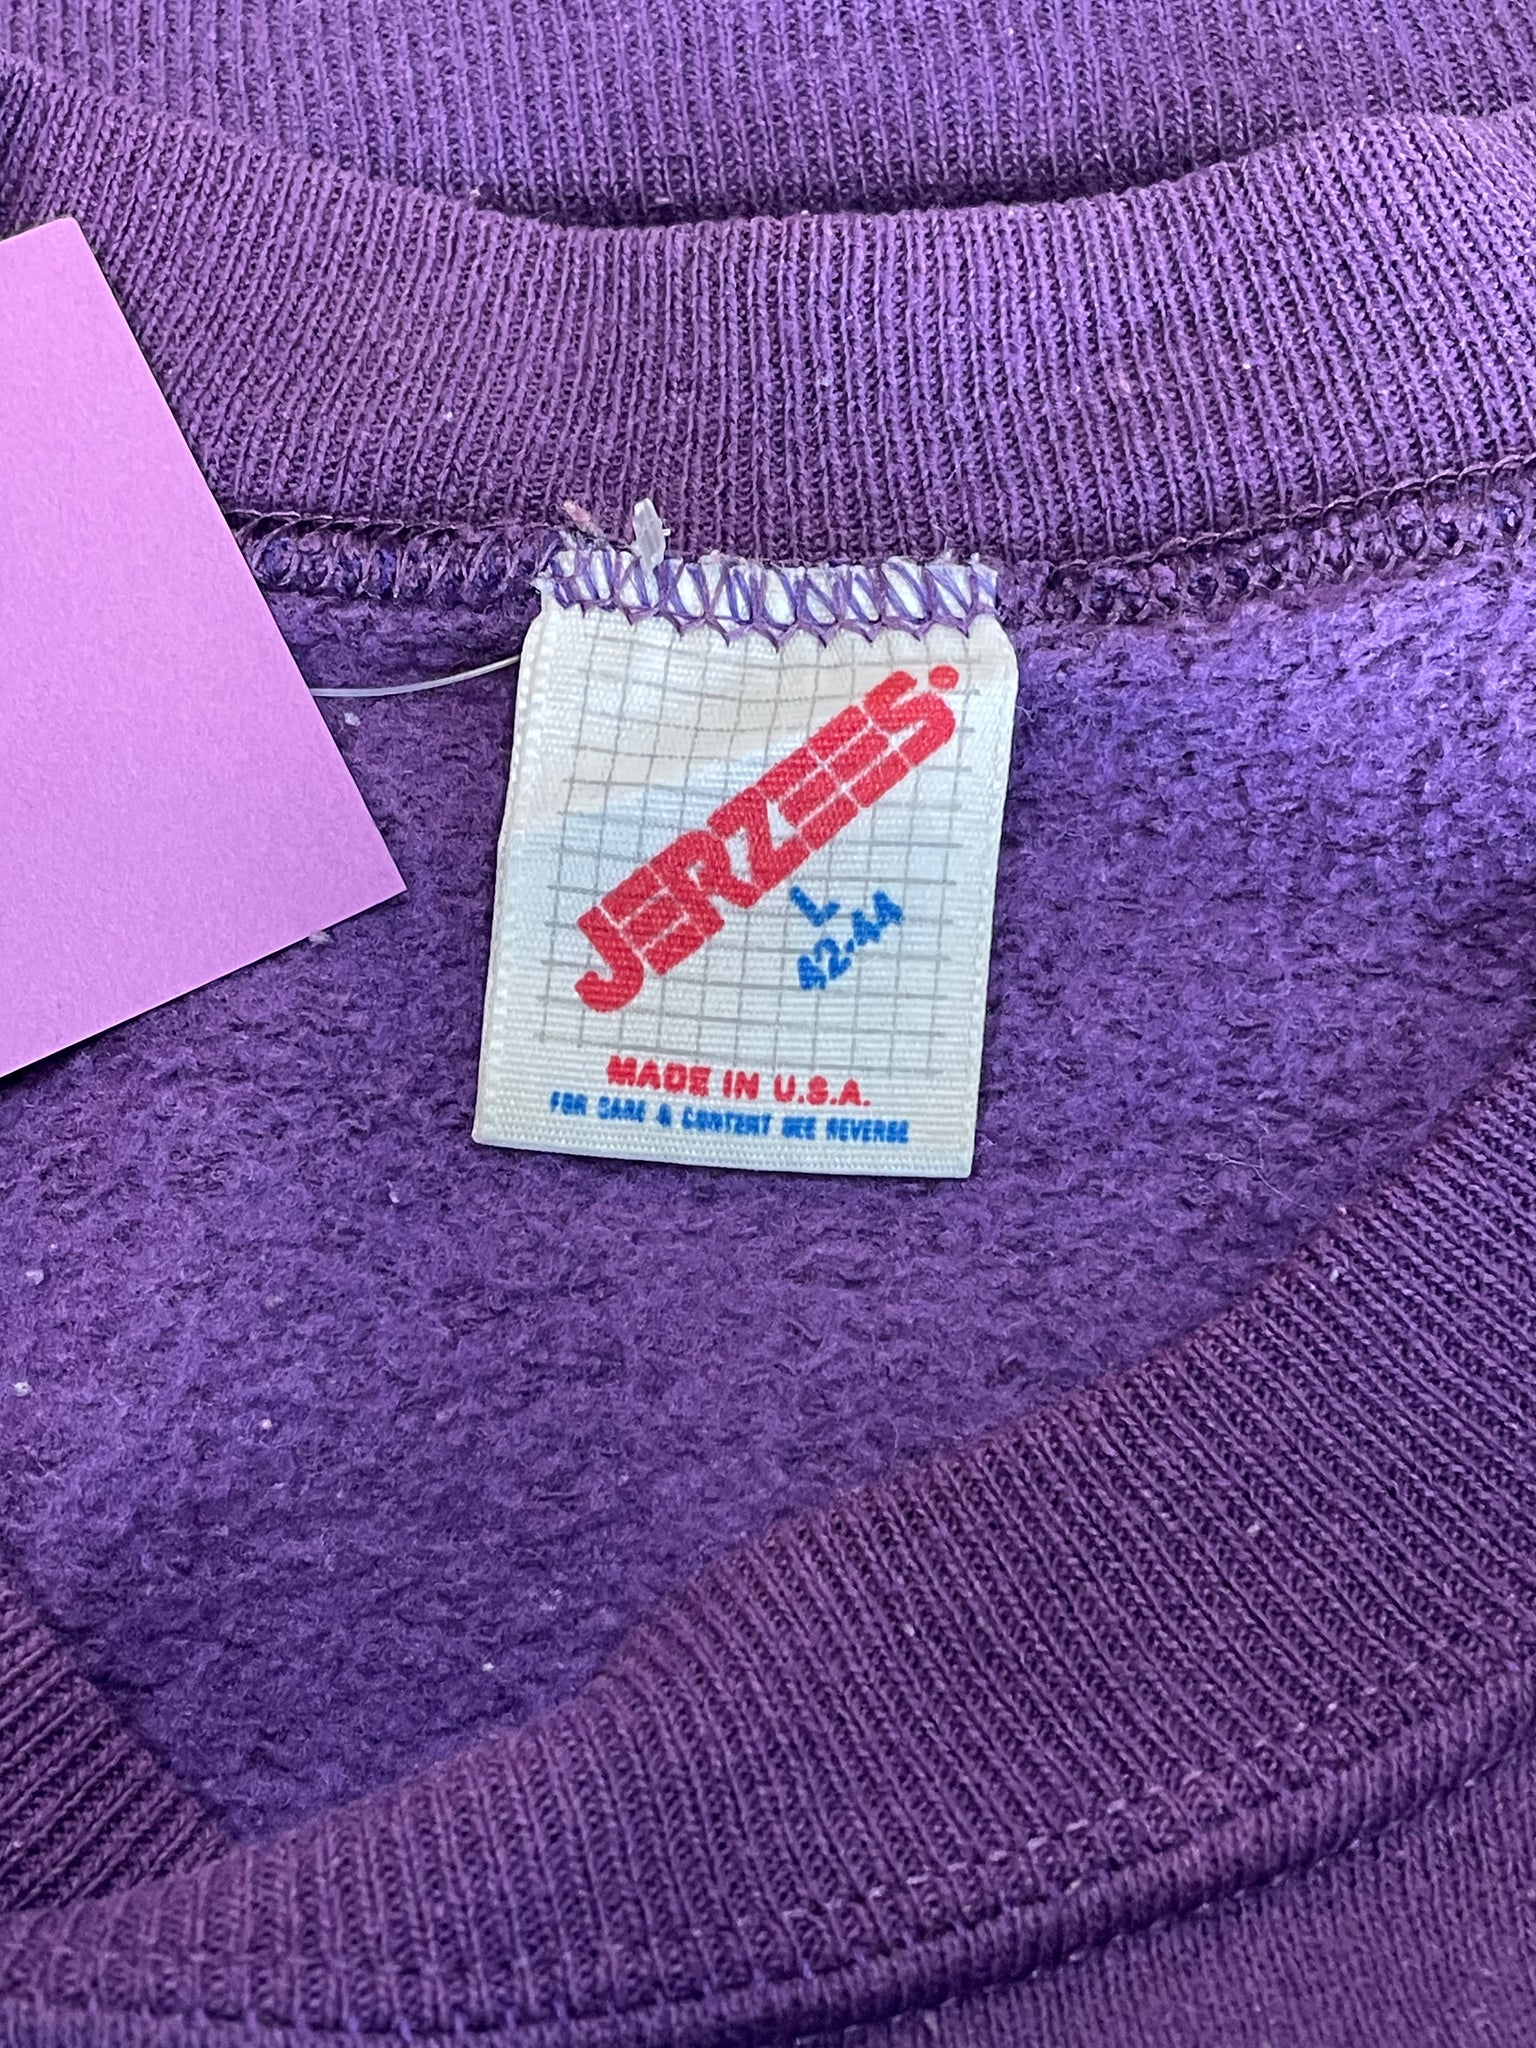 JERZEES.
L
42-44
MADE IN U.S.A.
FOR CARE & CONTENT SEE REVERSE